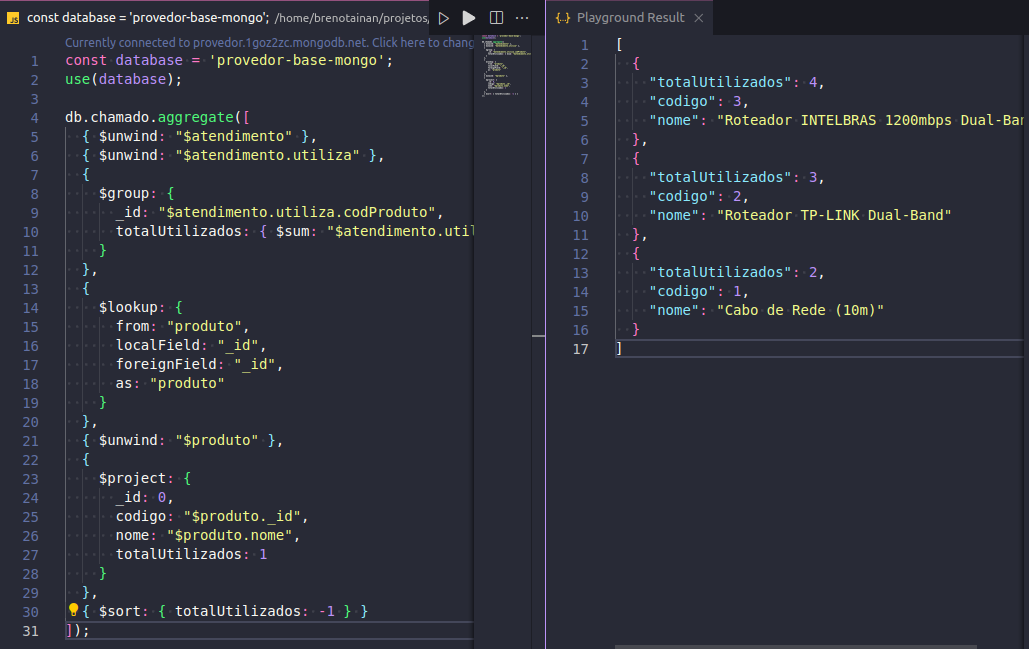 JS const database = 'provedor-base-mongo'; /home/brenotainan/projetos,
Currently connected to provedor.1goz2zc.mongodb.net. Click here to chang
1 const database = 'provedor-base-mongo';
2 use(database);
3
4 db.chamado.aggregate([
5 { $unwind: "$atendimento" },
6 { $unwind: "$atendimento.utiliza" },
7 {
8 $group: {
9 _id: "$atendimento.utiliza.codProduto",
10 totalUtilizados: { $sum: "$atendimento.util
11 }
12 },
13 {
14 $lookup: {
15 from: "produto",
16 localField: "_id",
17 foreignField: "_id",
18 as: "produto"
19 }
20 },
21 { $unwind: "$produto" },
22 {
23 $project: {
24 _id: 0,
25 codigo: "$produto._id",
26 nome: "$produto.nome",
27 totalUtilizados: 1
28 }
29 },
30 { $sort: { totalUtilizados: -1 } }
31 ]);
{..} Playground Result ×
1 [
2 {
3 "totalUtilizados": 4,
4 "codigo": 3,
5 "nome": "Roteador INTELBRAS 1200mbps Dual-Ban
6 },
7 {
8 "totalUtilizados": 3,
9 "codigo": 2,
10 "nome": "Roteador TP-LINK Dual-Band"
11 },
12 {
13 "totalUtilizados": 2,
14 "codigo": 1,
15 "nome": "Cabo de Rede (10m)"
16 }
17 ]